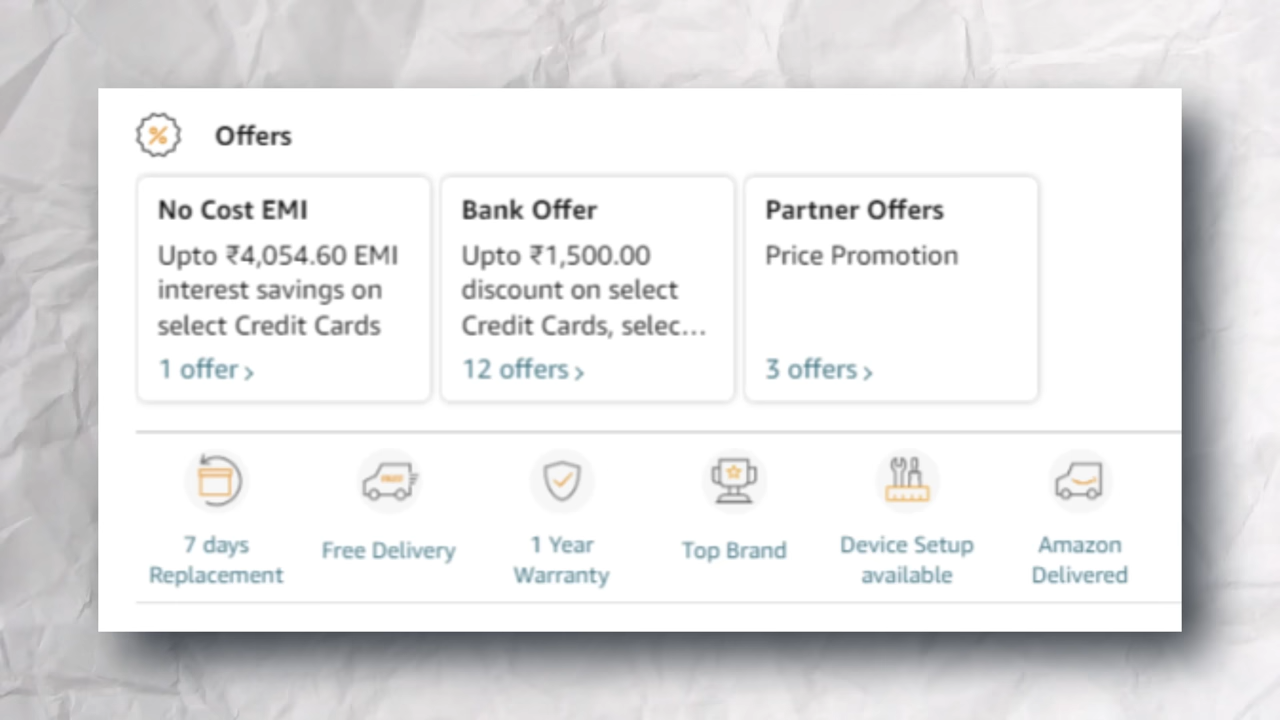 Offers
No Cost EMI
Upto ₹4,054.60 EMI
interest savings on
select Credit Cards
1 offer ›
Bank Offer
Upto ₹1,500.00
discount on select
Credit Cards, selec...
12 offers ›
Partner Offers
Price Promotion
3 offers ›
7 days
Replacement
Free Delivery
1 Year
Warranty
Top Brand
Device Setup
available
Amazon
Delivered